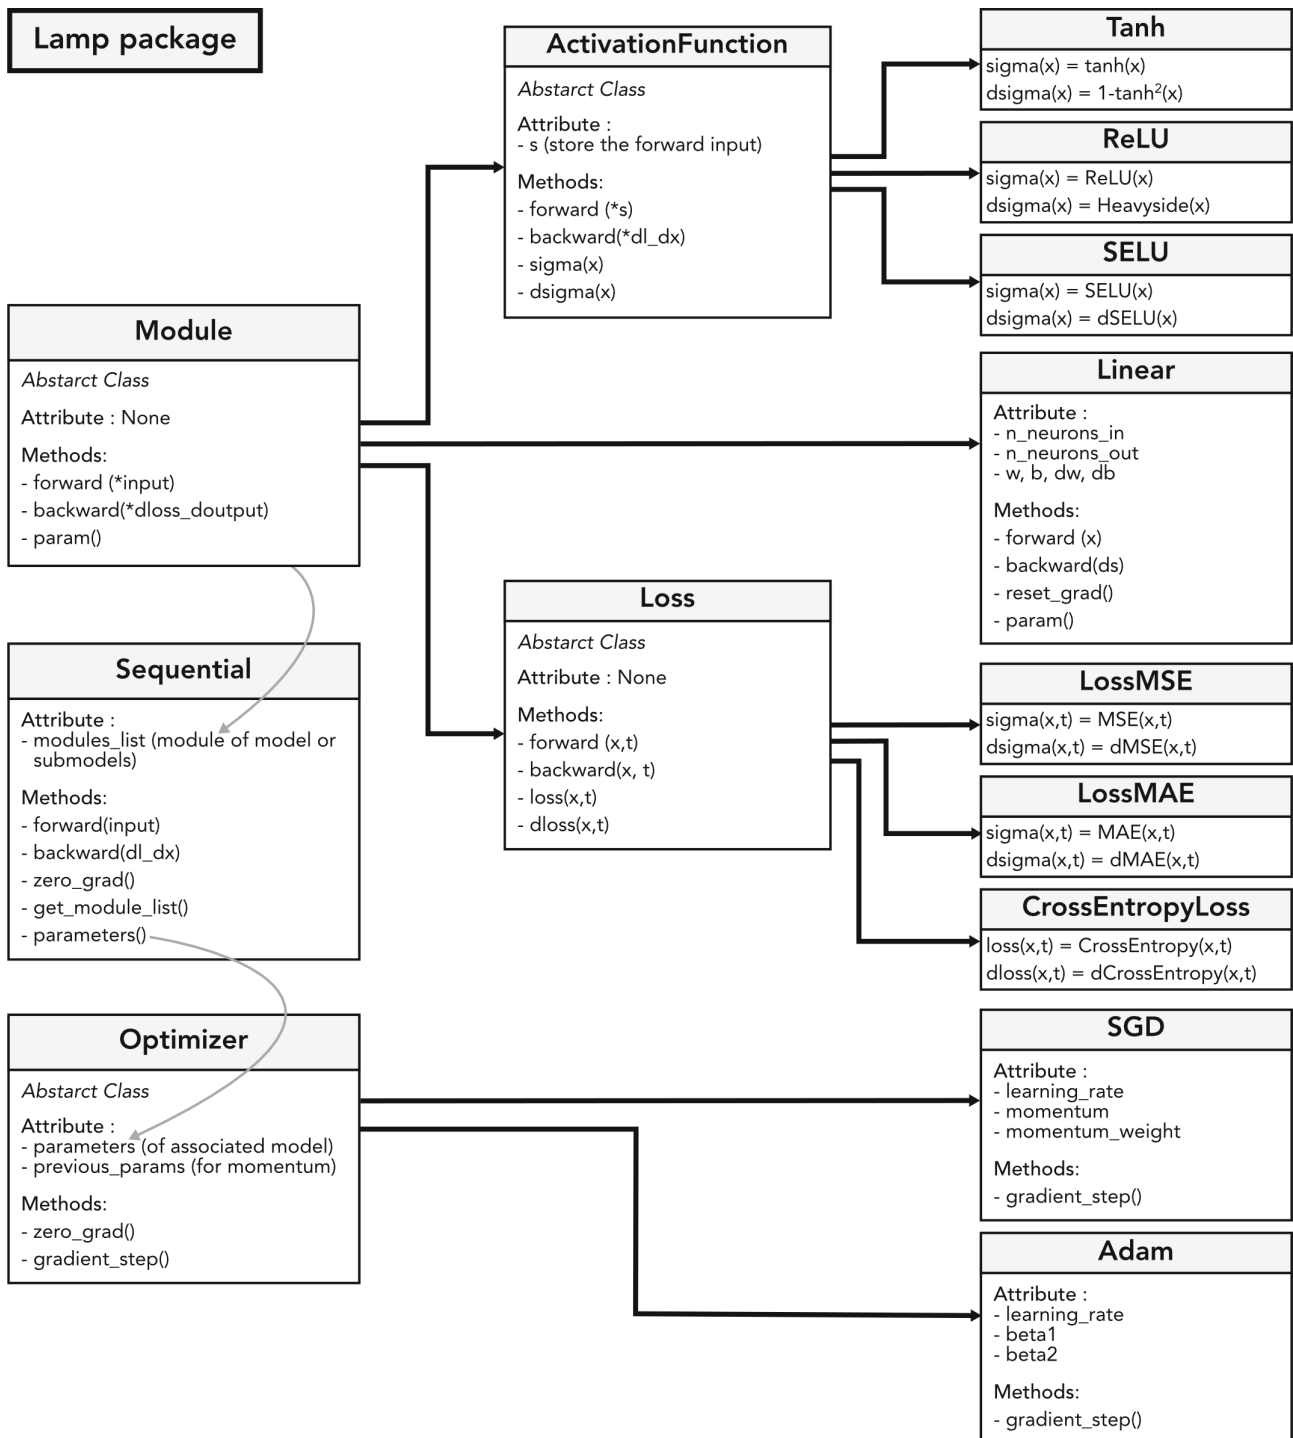 Lamp package
Module
Abstarct Class
Attribute : None
Methods:
- forward (*input)
- backward(*dloss_doutput)
- param()
Sequential
Attribute :
- modules_list (module of model or
submodels)
Methods:
- forward(input)
- backward(dl_dx)
- zero_grad()
- get_module_list()
- parameters()
Optimizer
Abstarct Class
Attribute :
- parameters (of associated model)
- previous_params (for momentum)
Methods:
- zero_grad()
- gradient_step()
ActivationFunction
Abstarct Class
Attribute :
- s (store the forward input)
Methods:
- forward (*s)
- backward(*dl_dx)
- sigma(x)
- dsigma(x)
Loss
Abstarct Class
Attribute : None
Methods:
- forward (x,t)
- backward(x, t)
- loss(x,t)
- dloss(x,t)
Tanh
sigma(x) = tanh(x)
dsigma(x) = 1-tanh²(x)
ReLU
sigma(x) = ReLU(x)
dsigma(x) = Heavyside(x)
SELU
sigma(x) = SELU(x)
dsigma(x) = dSELU(x)
Linear
Attribute :
- n_neurons_in
- n_neurons_out
- w, b, dw, db
Methods:
- forward (x)
- backward(ds)
- reset_grad()
- param()
LossMSE
sigma(x,t) = MSE(x,t)
dsigma(x,t) = dMSE(x,t)
LossMAE
sigma(x,t) = MAE(x,t)
dsigma(x,t) = dMAE(x,t)
CrossEntropyLoss
loss(x,t) = CrossEntropy(x,t)
dloss(x,t) = dCrossEntropy(x,t)
SGD
Attribute :
- learning_rate
- momentum
- momentum_weight
Methods:
- gradient_step()
Adam
Attribute :
- learning_rate
- beta1
- beta2
Methods:
- gradient_step()